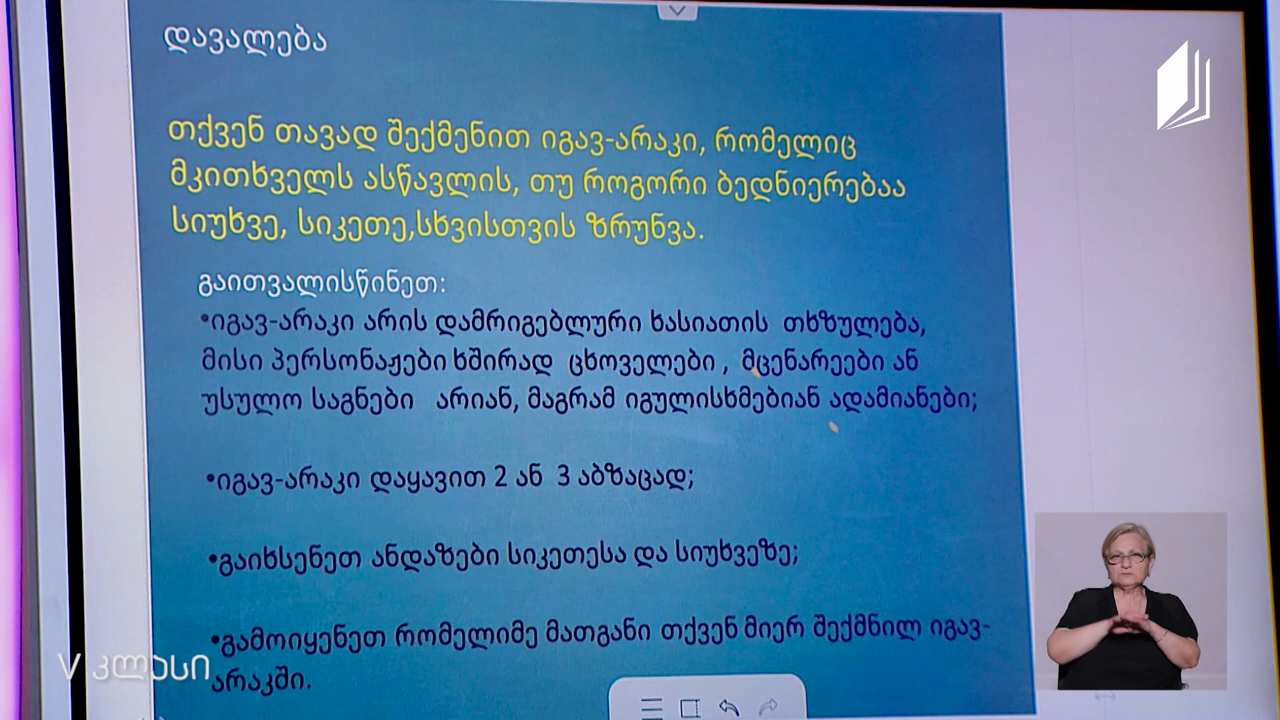 დავალება
თქვენ თავად შექმენით იგავ-არაკი, რომელიც
მკითხველს ასწავლის, თუ როგორი ბედნიერებაა
სიუხვე, სიკეთე,სხვისთვის ზრუნვა.
გაითვალისწინეთ:
•იგავ-არაკი არის დამრიგებლური ხასიათის თხზულება,
მისი პერსონაჟები ხშირად ცხოველები , მცენარეები ან
უსულო საგნები არიან, მაგრამ იგულისხმებიან ადამიანები;
•იგავ-არაკი დაყავით 2 ან 3 აბზაცად;
•გაიხსენეთ ანდაზები სიკეთესა და სიუხვეზე;
•გამოიყენეთ რომელიმე მათგანი თქვენ მიერ შექმნილ იგავ-
არაკში.
V კლასი